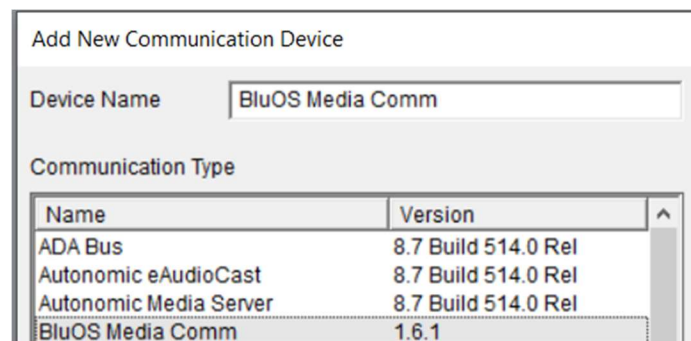 Add New Communication Device
Device Name BluOS Media Comm
Communication Type
Name Version
ADA Bus 8.7 Build 514.0 Rel
Autonomic eAudioCast 8.7 Build 514.0 Rel
Autonomic Media Server 8.7 Build 514.0 Rel
BluOS Media Comm 1.6.1